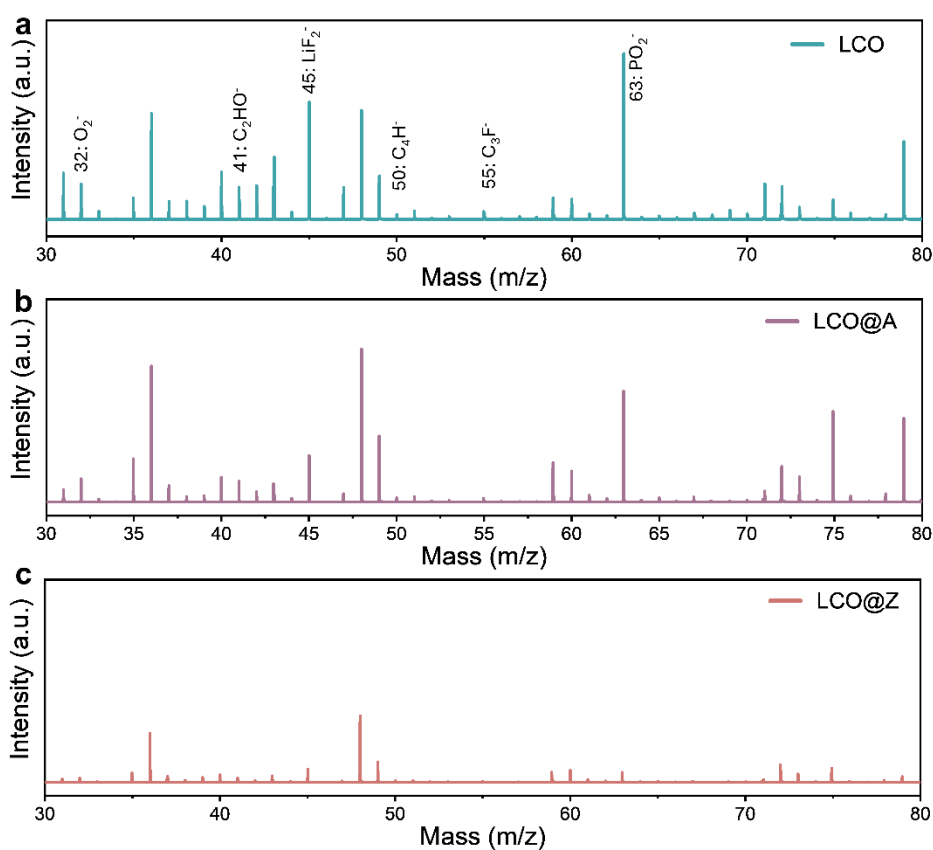 a
Intensity (a.u.)
LCO
32: O₂⁻
41: C₂HO⁻
45: LiF₂⁻
50: C₄H⁻
55: C₃F⁻
63: PO₂⁻
30 40 50 60 70 80
Mass (m/z)
b
Intensity (a.u.)
LCO@A
30 35 40 45 50 55 60 65 70 75 80
Mass (m/z)
c
Intensity (a.u.)
LCO@Z
30 40 50 60 70 80
Mass (m/z)